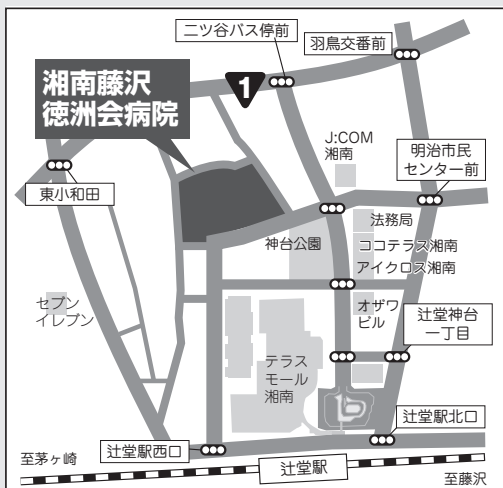 二ツ谷バス停前
羽鳥交番前
湘南藤沢
徳洲会病院
1
J:COM
湘南
明治市民
センター前
東小和田
法務局
神台公園
ココテラス湘南
アイクロス湘南
セブン
イレブン
オザワ
ビル
辻堂神台
一丁目
テラス
モール
湘南
辻堂駅北口
辻堂駅西口
至茅ヶ崎
辻堂駅
至藤沢